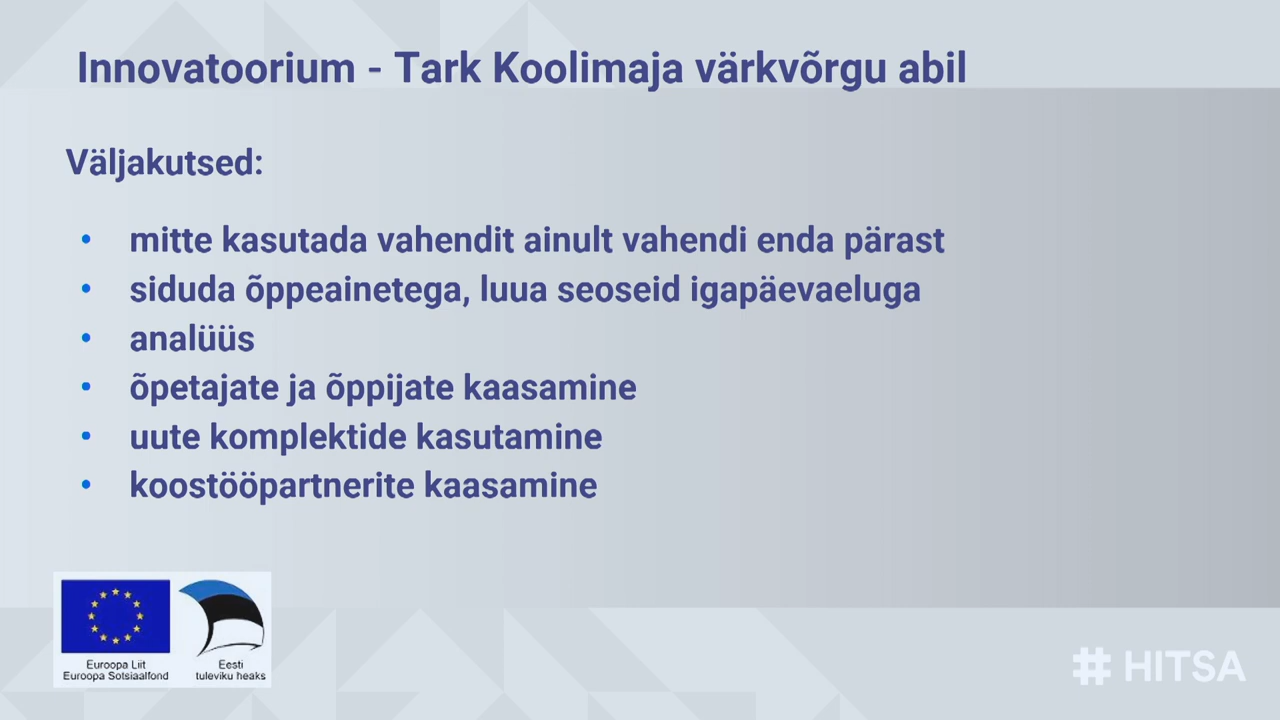 Innovatoorium - Tark Koolimaja värkvõrgu abil
Väljakutsed:
• mitte kasutada vahendit ainult vahendi enda pärast
• siduda õppeainetega, luua seoseid igapäevaeluga
• analüüs
• õpetajate ja õppijate kaasamine
• uute komplektide kasutamine
• koostööpartnerite kaasamine
Euroopa Liit
Euroopa Sotsiaalfond
Eesti
tuleviku heaks
# HITSA